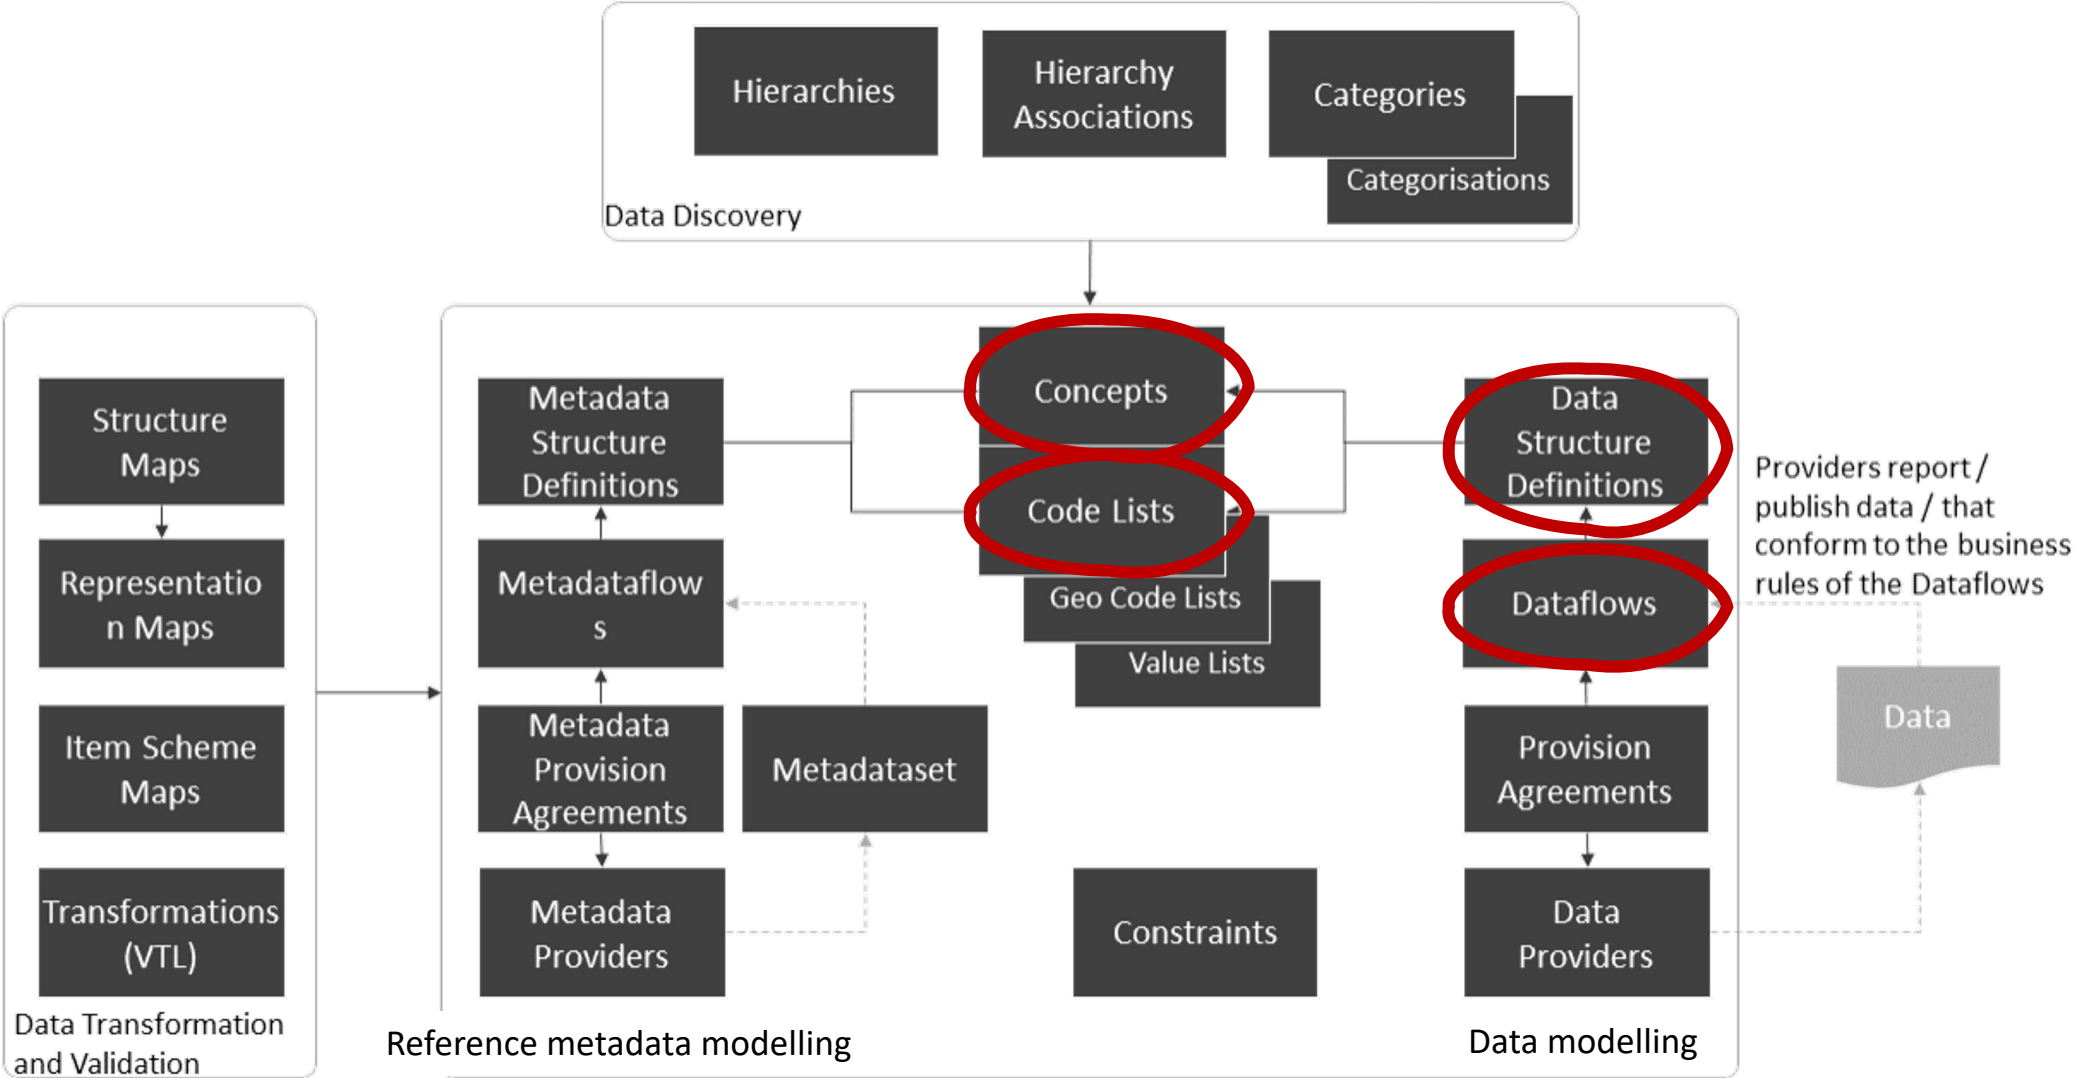 Hierarchies
Hierarchy
Associations
Categories
Categorisations
Data Discovery
Structure
Maps
Representatio
n Maps
Item Scheme
Maps
Transformations
(VTL)
Data Transformation
and Validation
Metadata
Structure
Definitions
Metadataflow
s
Metadata
Provision
Agreements
Metadata
Providers
Metadataset
Reference metadata modelling
Concepts
Code Lists
Geo Code Lists
Value Lists
Constraints
Data
Structure
Definitions
Dataflows
Provision
Agreements
Data
Providers
Data modelling
Providers report /
publish data / that
conform to the business
rules of the Dataflows
Data